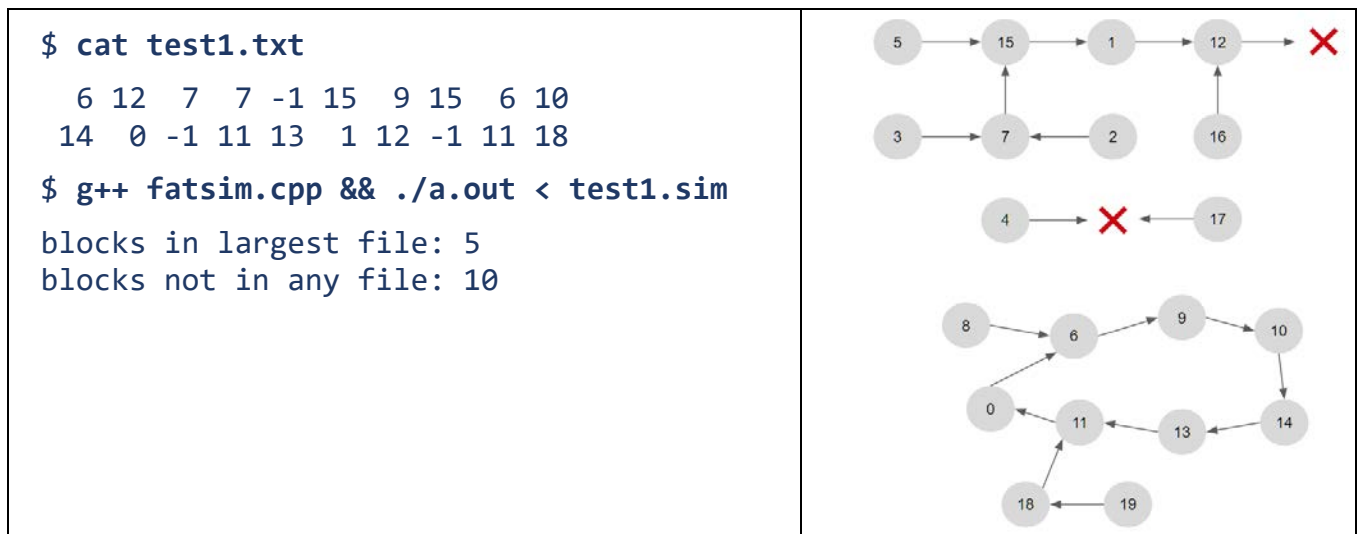 $ cat test1.txt
6 12 7 7 -1 15 9 15 6 10
14 0 -1 11 13 1 12 -1 11 18
$ g++ fatsim.cpp && ./a.out < test1.sim
blocks in largest file: 5
blocks not in any file: 10
5 15 1 12
3 7 2 16
4 17
8 6 9 10
0 11 13 14
18 19